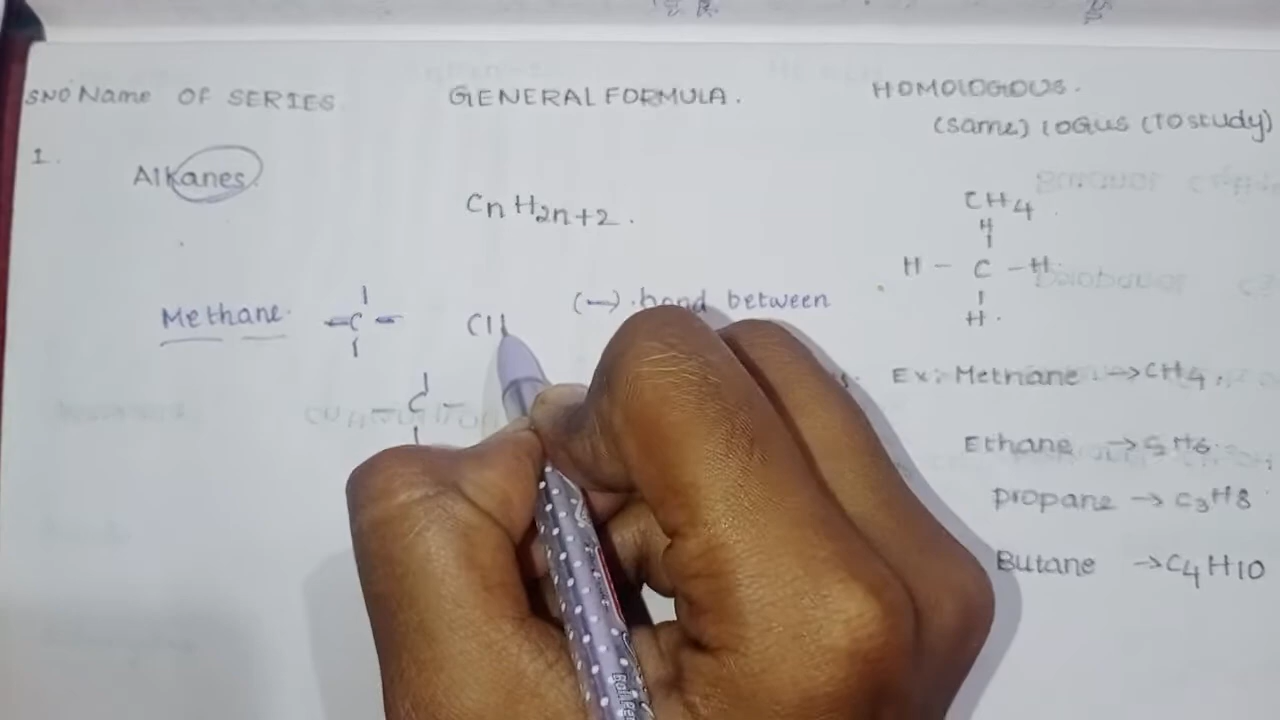 SNO Name OF SERIES GENERAL FORMULA. HOMOLOGOUS.
(same) LOGUS (TO study)
1.
Alkanes.
CnH2n+2.
CH4
H
H - C - H.
H.
Methane. C CH (-). bond between
C
Ex: Methane. → CH4,
Ethane → C2H6.
propane → C3H8
Butane → C4H10